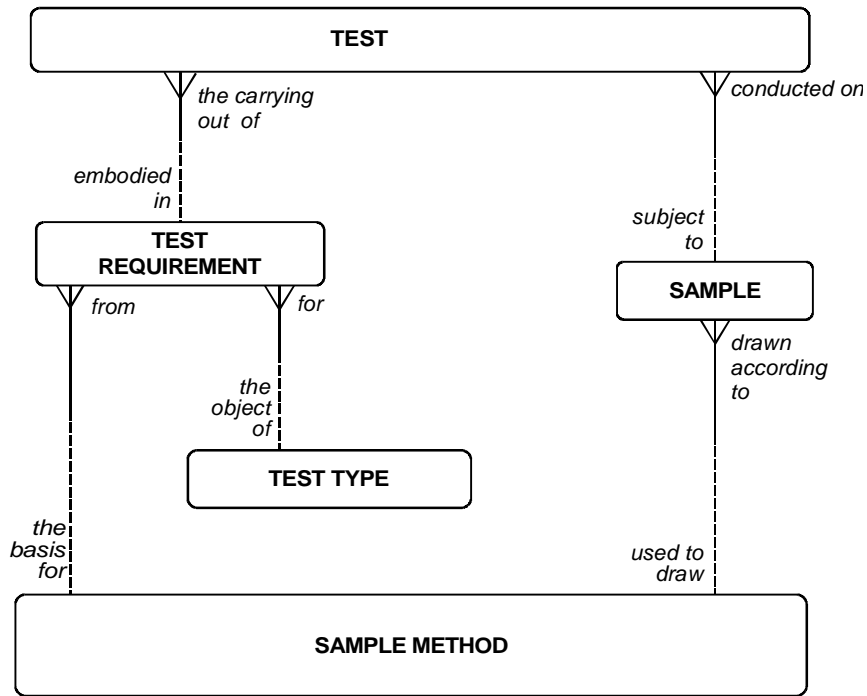 TEST
the carrying
out of
conducted on
embodied
in
subject
to
TEST
REQUIREMENT
from
for
SAMPLE
drawn
according
to
the
object
of
TEST TYPE
the
basis
for
used to
draw
SAMPLE METHOD